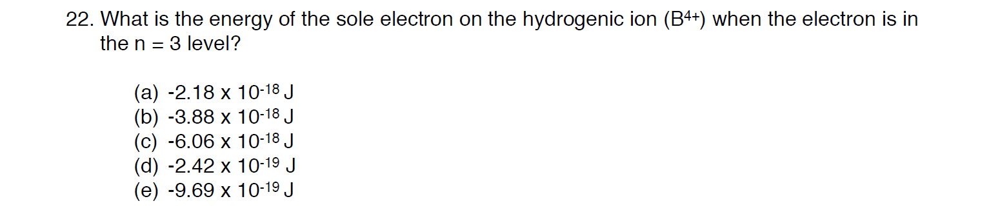 22. What is the energy of the sole electron on the hydrogenic ion (B⁴⁺) when the electron is in
the n = 3 level?
(a) -2.18 x 10⁻¹⁸ J
(b) -3.88 x 10⁻¹⁸ J
(c) -6.06 x 10⁻¹⁸ J
(d) -2.42 x 10⁻¹⁹ J
(e) -9.69 x 10⁻¹⁹ J